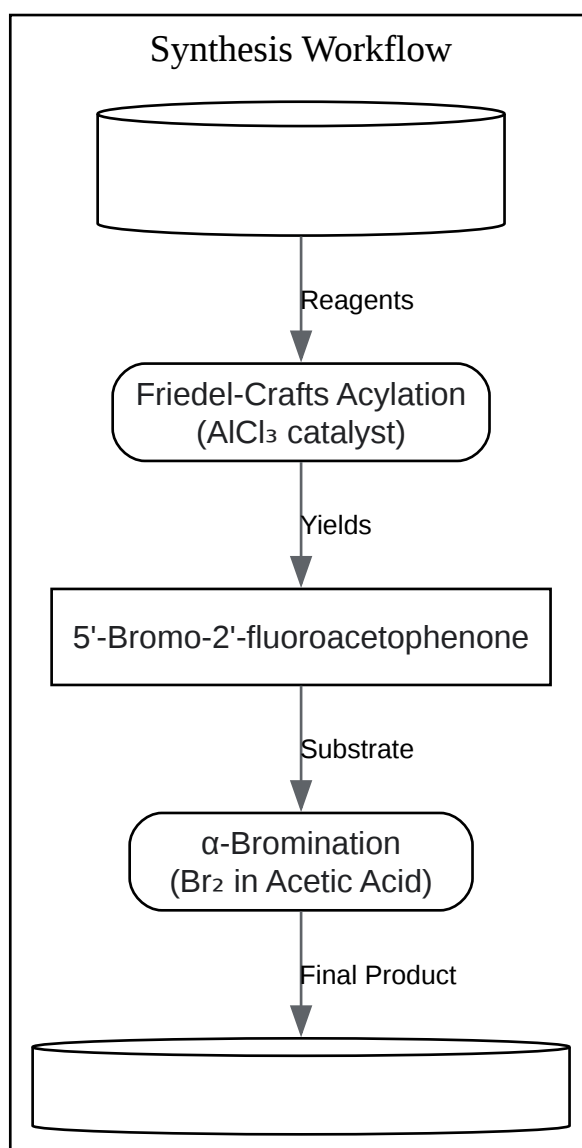 Synthesis Workflow
Reagents
Friedel-Crafts Acylation
(AlCl₃ catalyst)
Yields
5'-Bromo-2'-fluoroacetophenone
Substrate
α-Bromination
(Br₂ in Acetic Acid)
Final Product